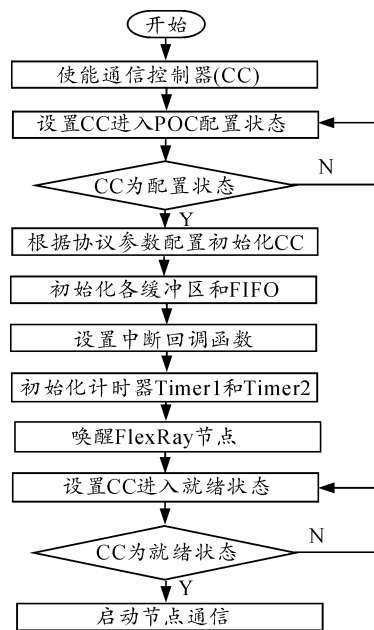 开始
使能通信控制器(CC)
设置CC进入POC配置状态
CC为配置状态
N
Y
根据协议参数配置初始化CC
初始化各缓冲区和FIFO
设置中断回调函数
初始化计时器Timer1和Timer2
唤醒FlexRay节点
设置CC进入就绪状态
CC为就绪状态
N
Y
启动节点通信